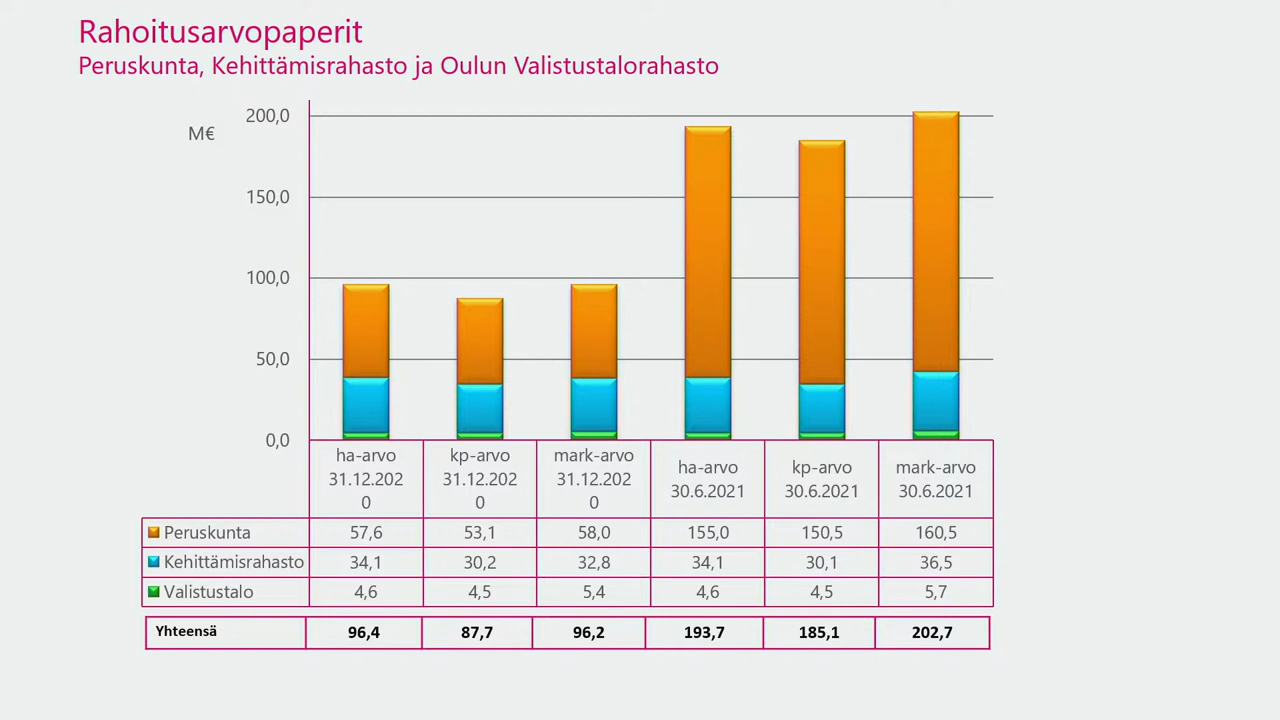 Rahoitusarvopaperit
Peruskunta, Kehittämisrahasto ja Oulun Valistustalorahasto
M€
200,0
150,0
100,0
50,0
0,0
ha-arvo 31.12.202 0
kp-arvo 31.12.202 0
mark-arvo 31.12.202 0
ha-arvo 30.6.2021
kp-arvo 30.6.2021
mark-arvo 30.6.2021
Peruskunta 57,6 53,1 58,0 155,0 150,5 160,5
Kehittämisrahasto 34,1 30,2 32,8 34,1 30,1 36,5
Valistustalo 4,6 4,5 5,4 4,6 4,5 5,7
Yhteensä 96,4 87,7 96,2 193,7 185,1 202,7